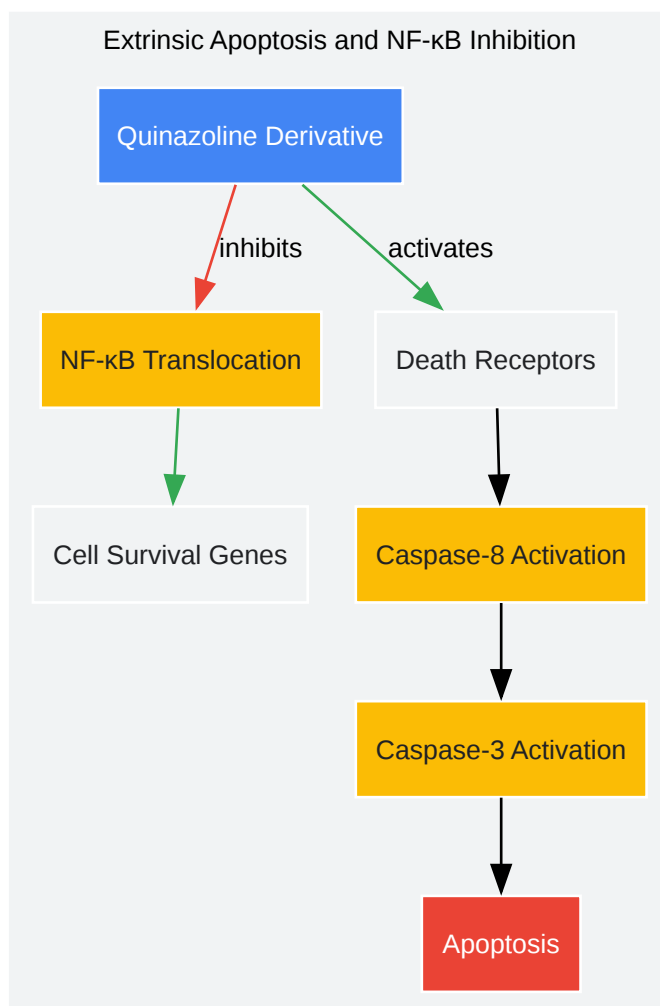 Extrinsic Apoptosis and NF-κB Inhibition
Quinazoline Derivative
inhibits
activates
NF-κB Translocation
Death Receptors
Cell Survival Genes
Caspase-8 Activation
Caspase-3 Activation
Apoptosis